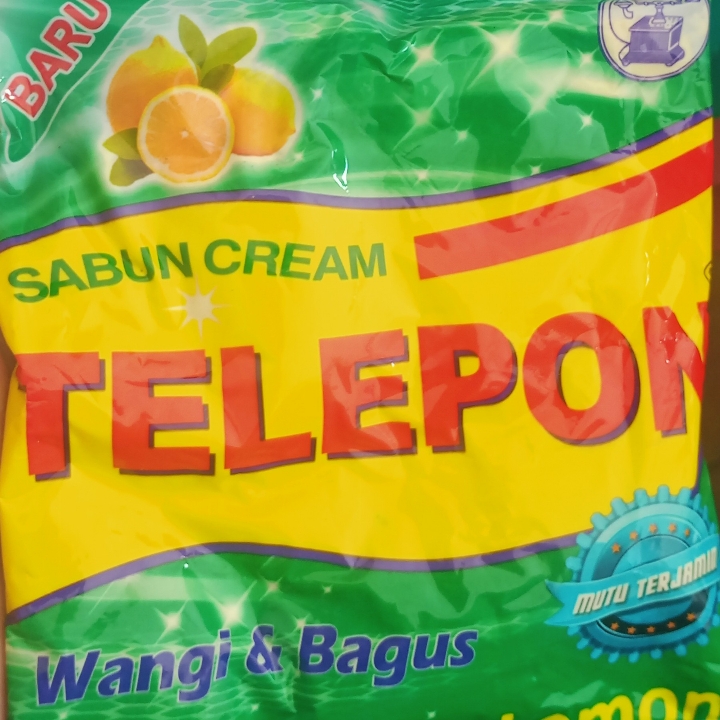 BARU
SABUN CREAM
TELEPON
MUTU TERJAMIN
Wangi & Bagus